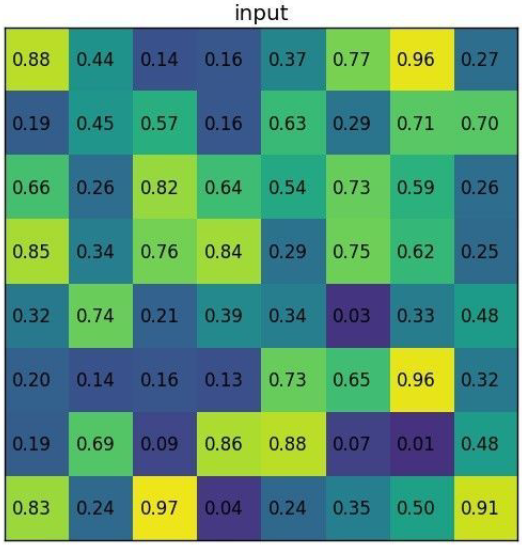 input
0.88 0.44 0.14 0.16 0.37 0.77 0.96 0.27
0.19 0.45 0.57 0.16 0.63 0.29 0.71 0.70
0.66 0.26 0.82 0.64 0.54 0.73 0.59 0.26
0.85 0.34 0.76 0.84 0.29 0.75 0.62 0.25
0.32 0.74 0.21 0.39 0.34 0.03 0.33 0.48
0.20 0.14 0.16 0.13 0.73 0.65 0.96 0.32
0.19 0.69 0.09 0.86 0.88 0.07 0.01 0.48
0.83 0.24 0.97 0.04 0.24 0.35 0.50 0.91